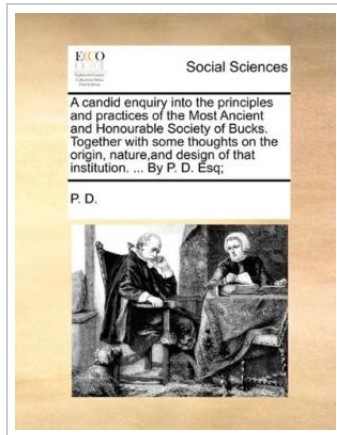 ECCO
Social Sciences
A candid enquiry into the principles
and practices of the Most Ancient
and Honourable Society of Bucks.
Together with some thoughts on the
origin, nature,and design of that
institution. ... By P. D. Esq;
P. D.